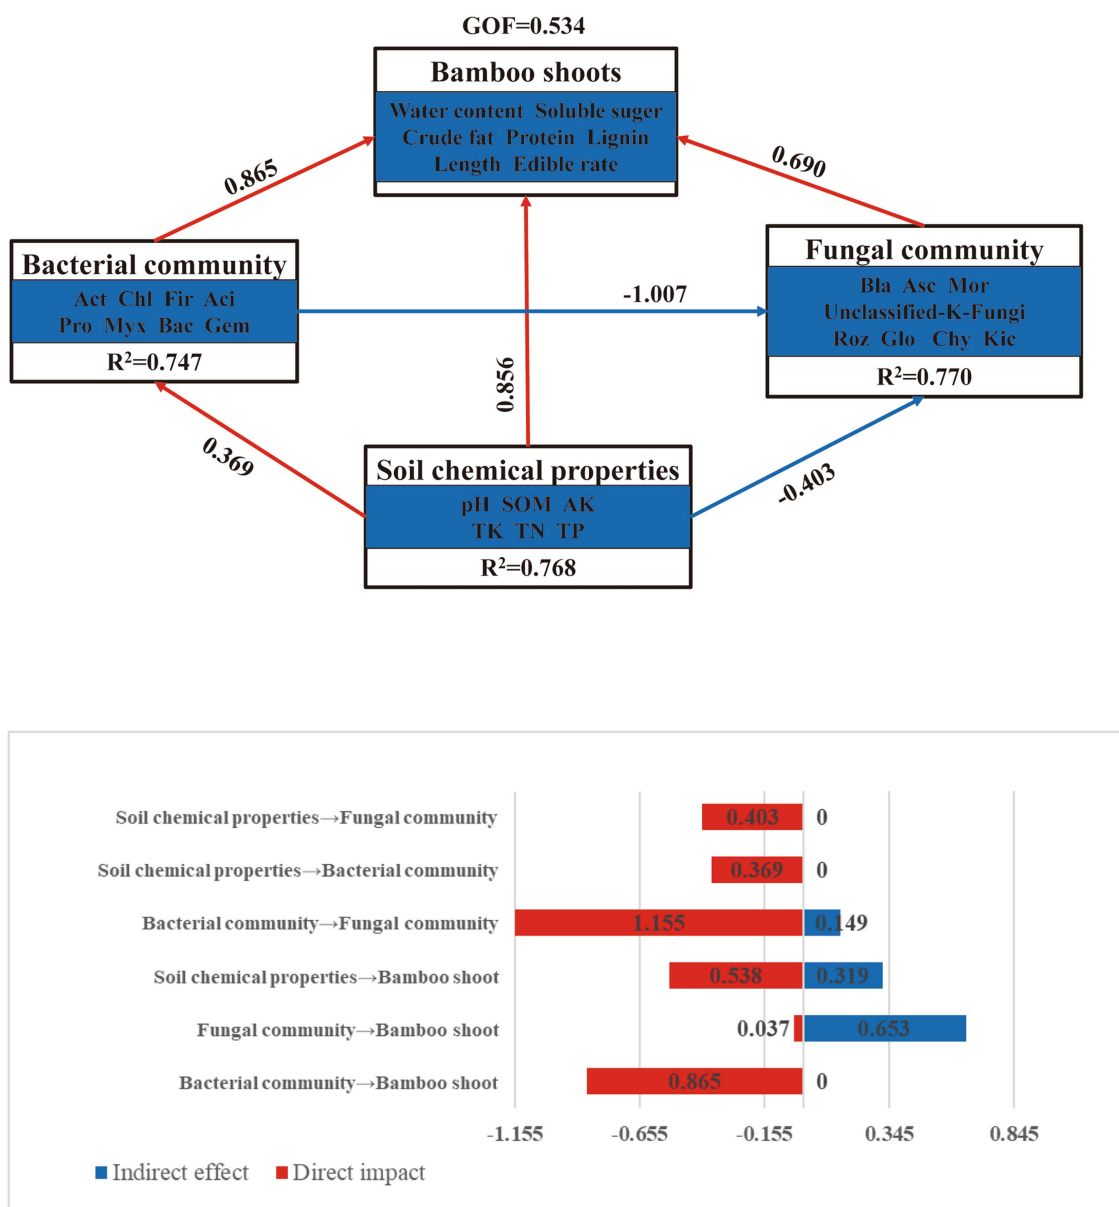 GOF=0.534
Bamboo shoots
Water content Soluble suger
Crude fat Protein Lignin
Length Edible rate
0.865
0.690
Bacterial community
Act Chl Fir Aci
Pro Myx Bac Gem
R²=0.747
-1.007
Fungal community
Bla Asc Mor
Unclassified-K-Fungi
Roz Glo Chy Kic
R²=0.770
0.856
0.369
-0.403
Soil chemical properties
pH SOM AK
TK TN TP
R²=0.768
Soil chemical properties→Fungal community 0.403 0
Soil chemical properties→Bacterial community 0.369 0
Bacterial community→Fungal community 1.155 0.149
Soil chemical properties→Bamboo shoot 0.538 0.319
Fungal community→Bamboo shoot 0.037 0.653
Bacterial community→Bamboo shoot 0.865 0
-1.155 -0.655 -0.155 0.345 0.845
Indirect effect Direct impact